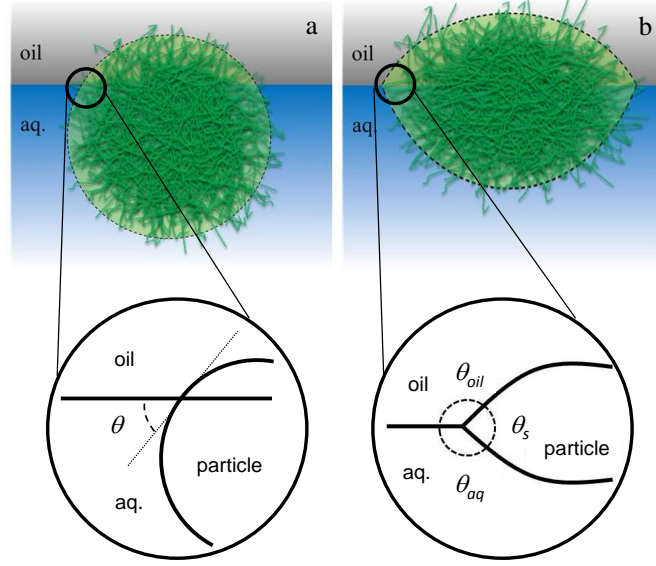 a
oil
aq.
b
oil
aq.
oil
θ
particle
aq.
oil
θoil
θs
particle
aq.
θaq